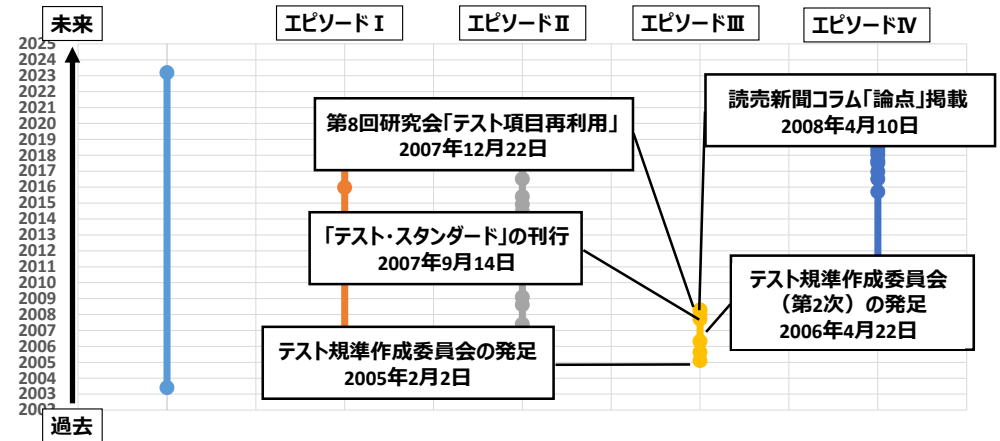 未来
エピソードⅠ
エピソードⅡ
エピソードⅢ
エピソードⅣ
2025
2024
2023
2022
2021
2020
2019
2018
2017
2016
2015
2014
2013
2012
2011
2010
2009
2008
2007
2006
2005
2004
2003
2002
過去
読売新聞コラム「論点」掲載
2008年4月10日
第8回研究会「テスト項目再利用」
2007年12月22日
「テスト・スタンダード」の刊行
2007年9月14日
テスト規準作成委員会
(第2次)の発足
2006年4月22日
テスト規準作成委員会の発足
2005年2月2日